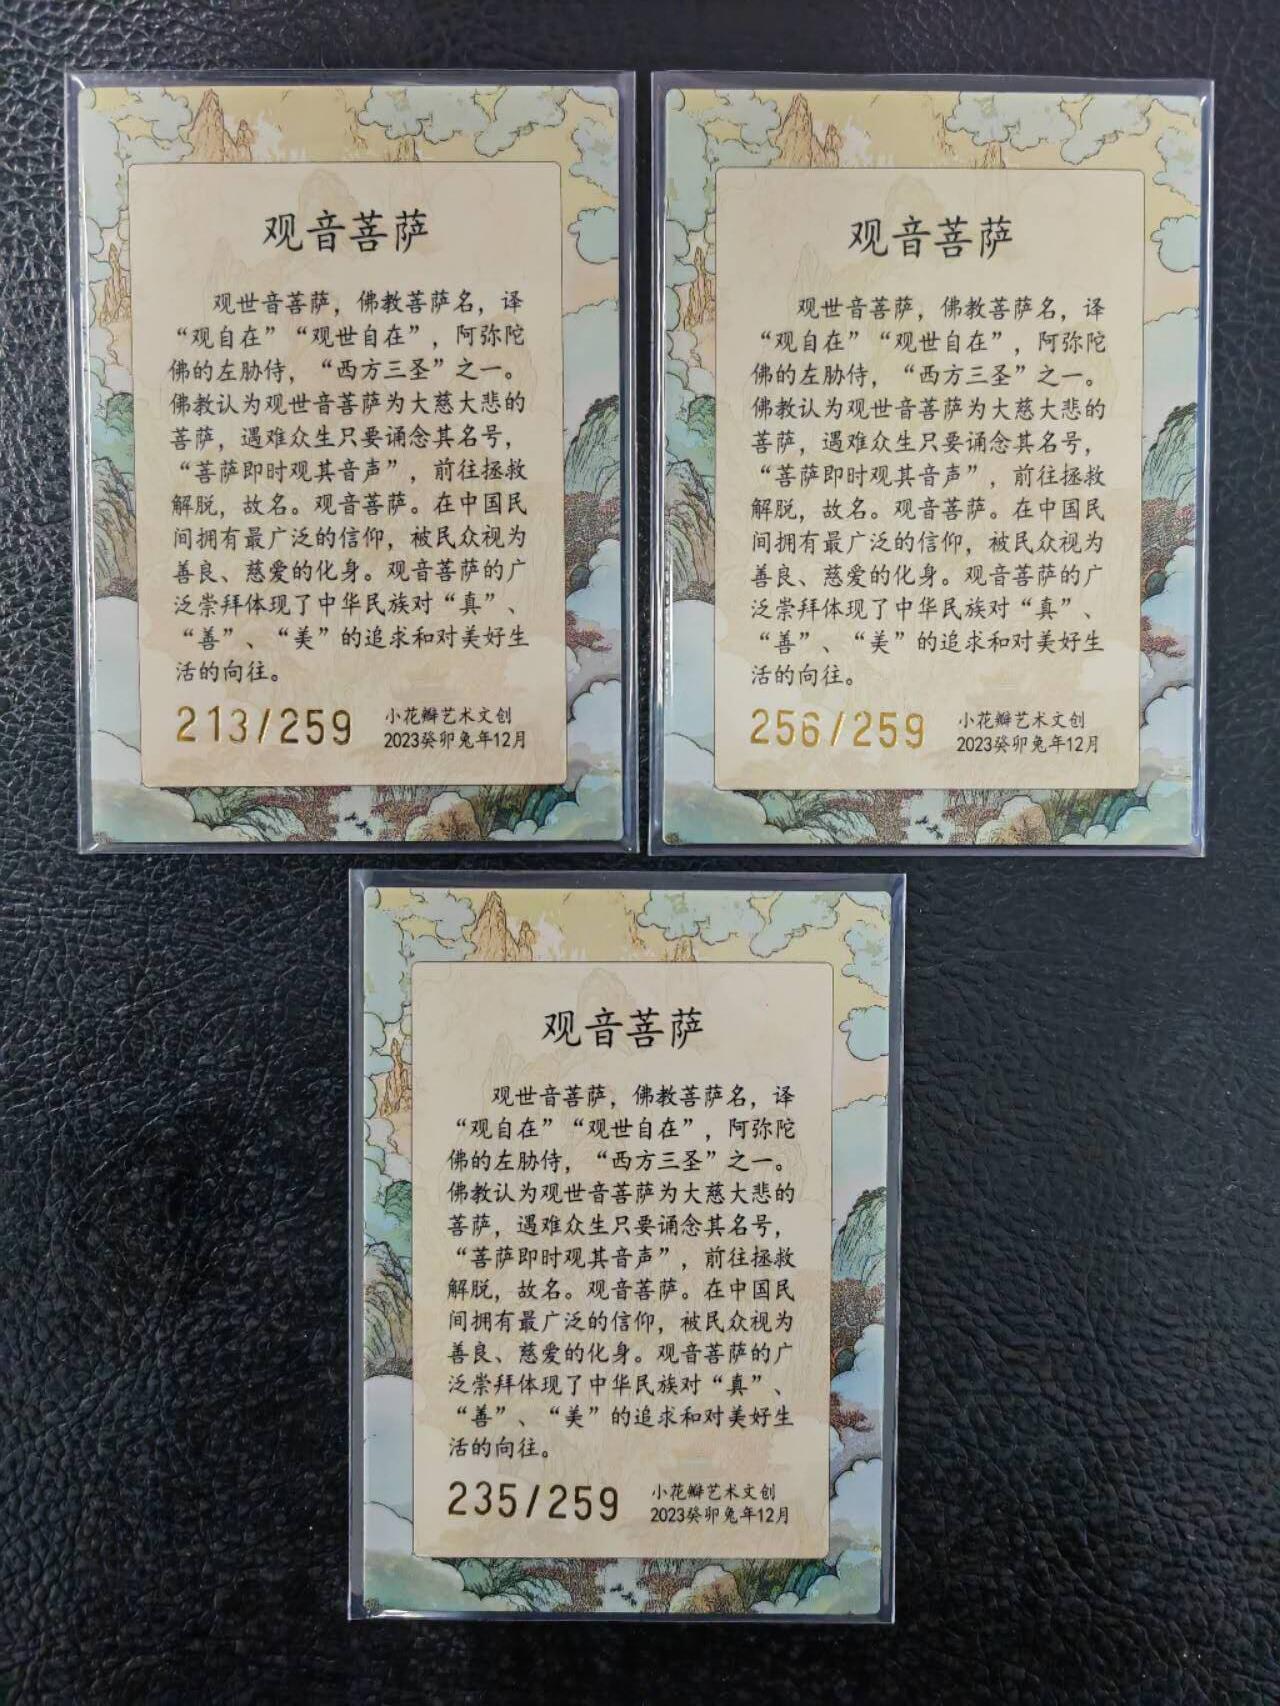 观音菩萨
观世音菩萨，佛教菩萨名，译
“观自在”“观世自在”，阿弥陀
佛的左胁侍，“西方三圣”之一。
佛教认为观世音菩萨为大慈大悲的
菩萨，遇难众生只要诵念其名号，
“菩萨即时观其音声”，前往拯救
解脱，故名。观音菩萨。在中国民
间拥有最广泛的信仰，被民众视为
善良、慈爱的化身。观音菩萨的广
泛崇拜体现了中华民族对“真”、
“善”、“美”的追求和对美好生
活的向往。
213/259
小花瓣艺术文创
2023癸卯兔年12月
观音菩萨
观世音菩萨，佛教菩萨名，译
“观自在”“观世自在”，阿弥陀
佛的左胁侍，“西方三圣”之一。
佛教认为观世音菩萨为大慈大悲的
菩萨，遇难众生只要诵念其名号，
“菩萨即时观其音声”，前往拯救
解脱，故名。观音菩萨。在中国民
间拥有最广泛的信仰，被民众视为
善良、慈爱的化身。观音菩萨的广
泛崇拜体现了中华民族对“真”、
“善”、“美”的追求和对美好生
活的向往。
256/259
小花瓣艺术文创
2023癸卯兔年12月
观音菩萨
观世音菩萨，佛教菩萨名，译
“观自在”“观世自在”，阿弥陀
佛的左胁侍，“西方三圣”之一。
佛教认为观世音菩萨为大慈大悲的
菩萨，遇难众生只要诵念其名号，
“菩萨即时观其音声”，前往拯救
解脱，故名。观音菩萨。在中国民
间拥有最广泛的信仰，被民众视为
善良、慈爱的化身。观音菩萨的广
泛崇拜体现了中华民族对“真”、
“善”、“美”的追求和对美好生
活的向往。
235/259
小花瓣艺术文创
2023癸卯兔年12月